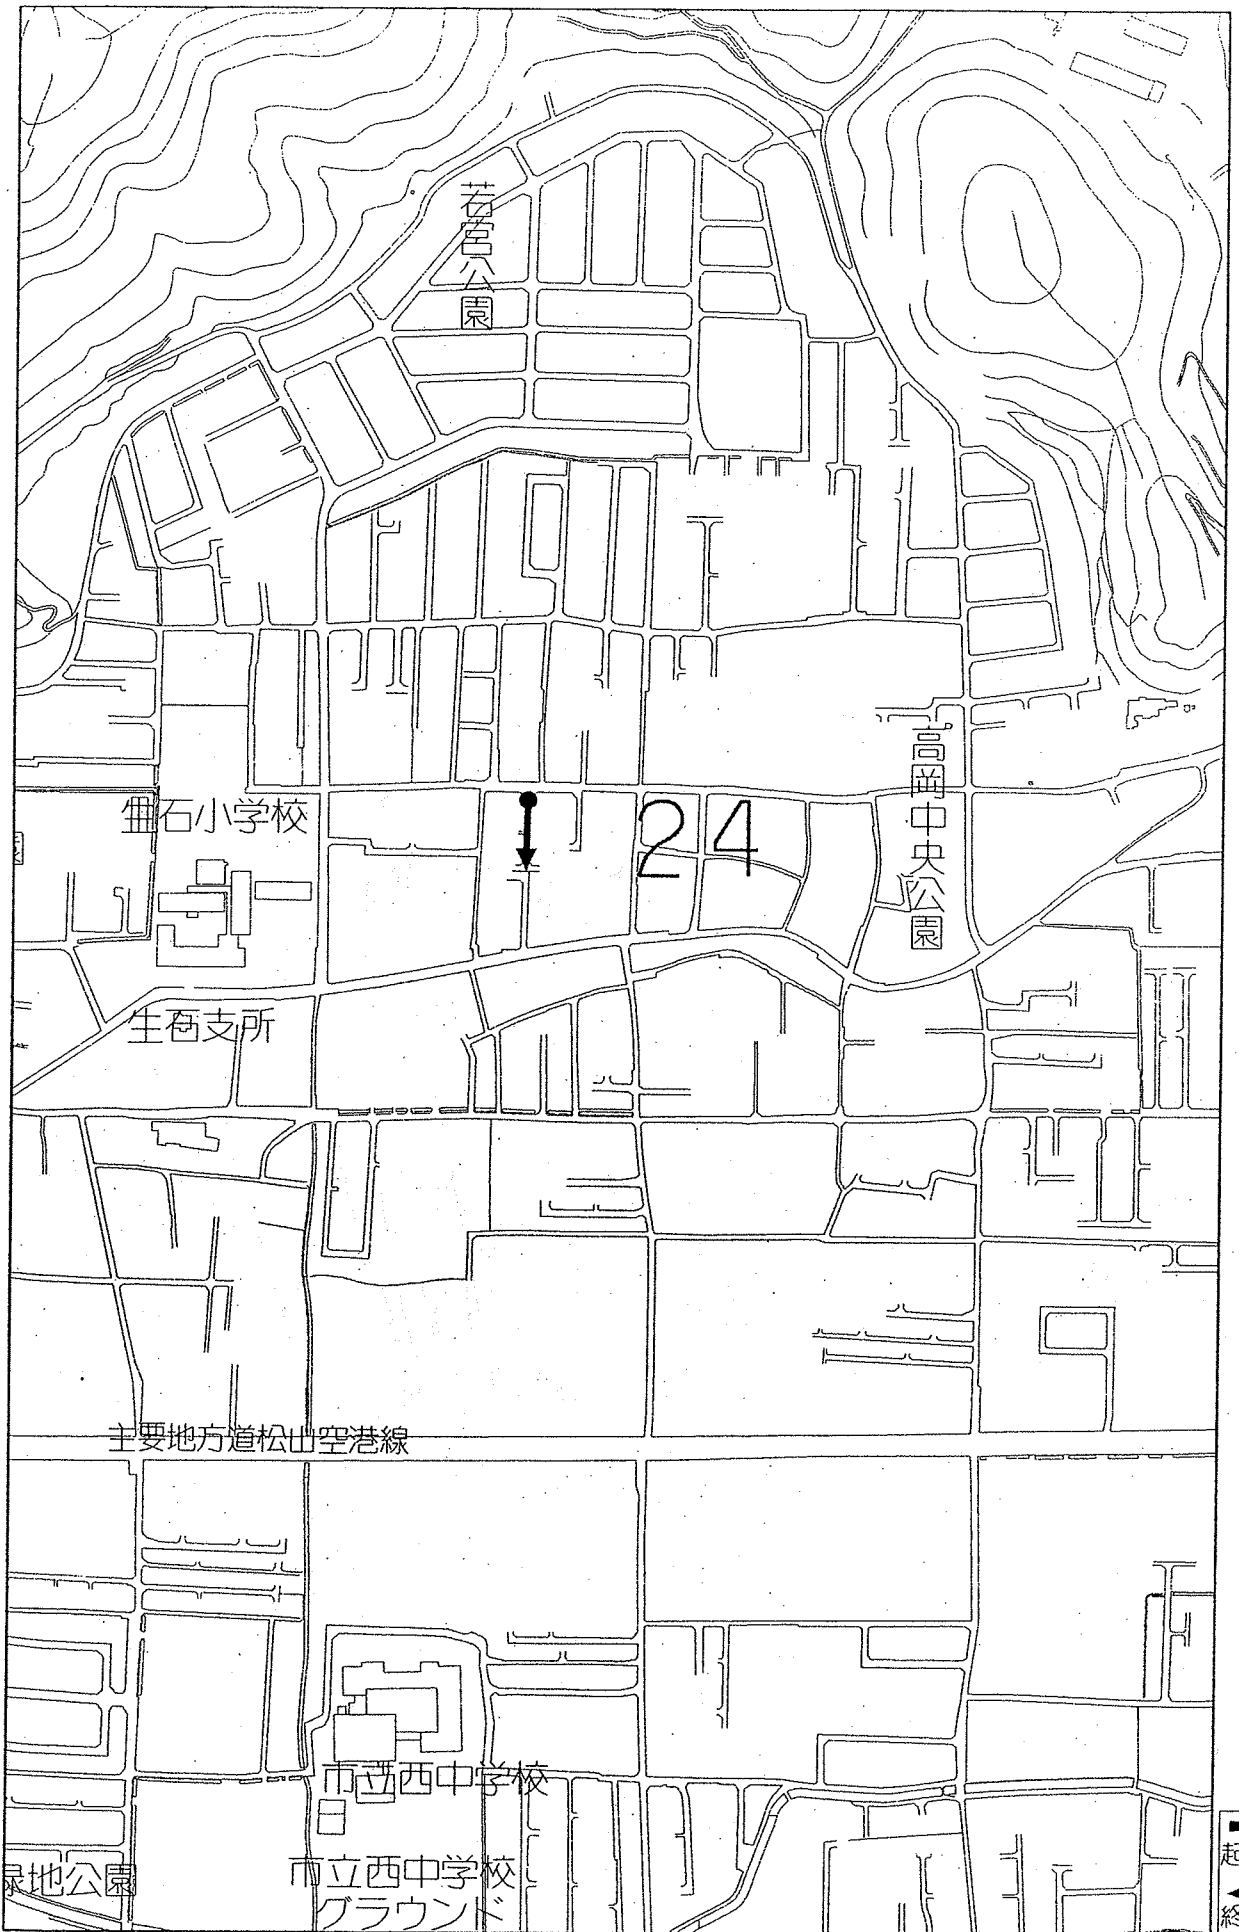 若宮公園
高岡中央公園
生石小学校
24
生石支所
主要地方道松山空港線
市立西中学校
緑地公園
市立西中学校
グラウンド
起
終